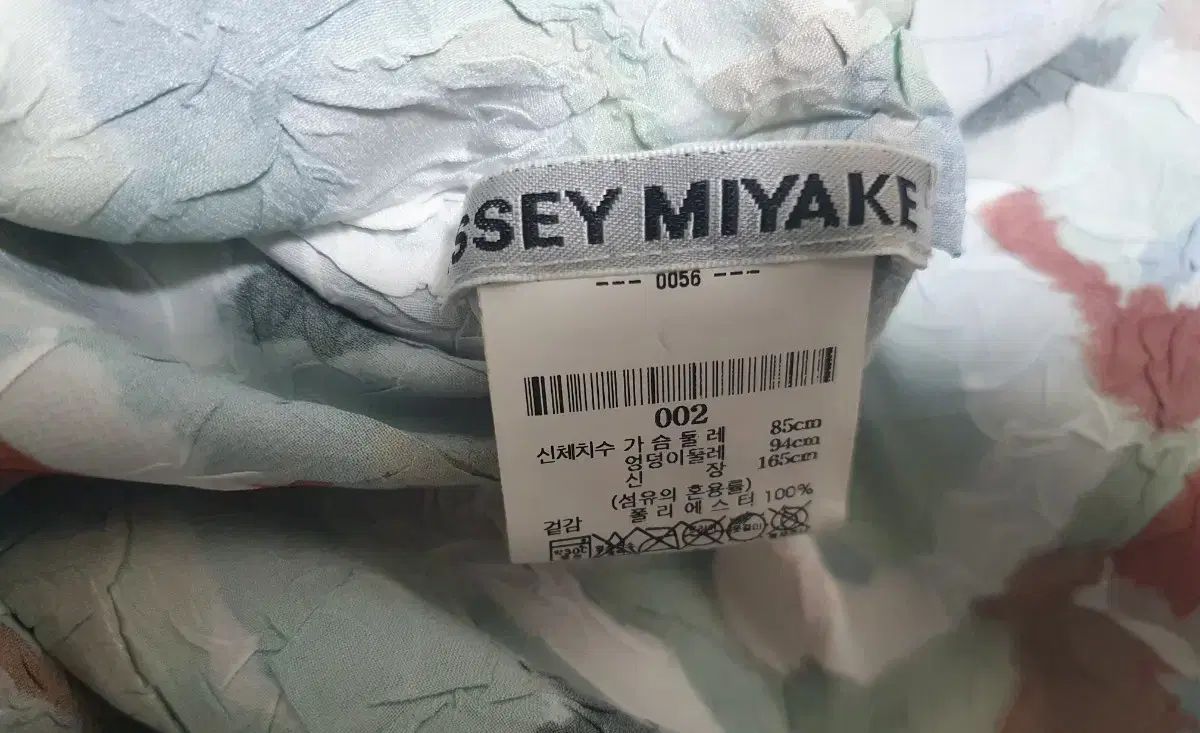 SSEY MIYAKE
--- 0056 ---
002
신체치수 가슴둘레 85cm
엉덩이둘레 94cm
신 장 165cm
(섬유의 혼용률)
겉감 폴리에스터 100%